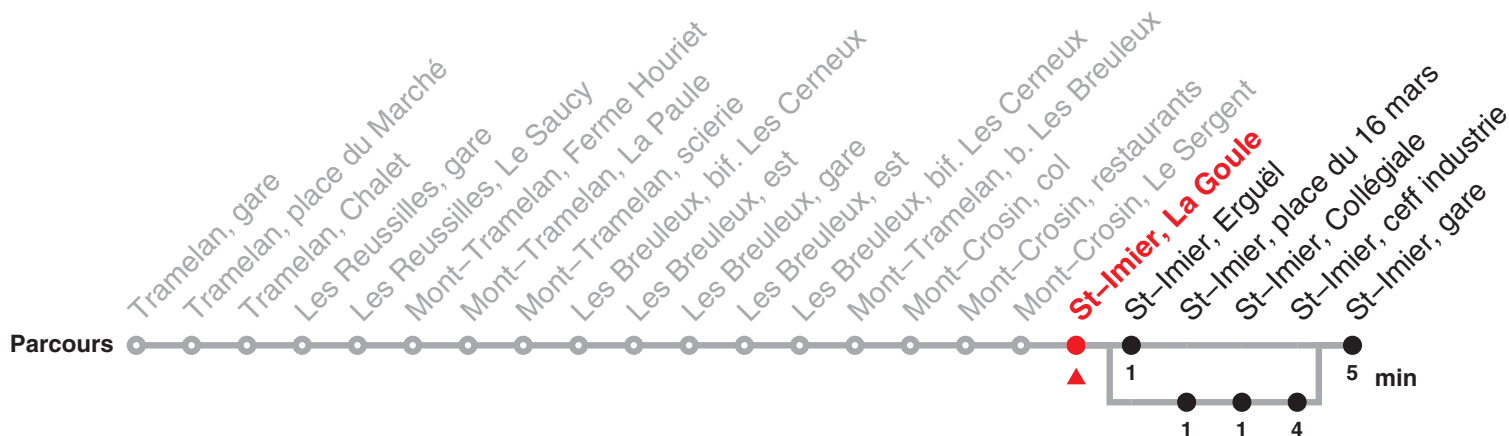 Tramelan, gare
Tramelan, place du Marché
Tramelan, Chalet
Les Reussilles, gare
Les Reussilles, Le Saucy
Mont–Tramelan, Ferme Houriet
Mont–Tramelan, La Paule
Mont–Tramelan, scierie
Les Breuleux, bif. Les Cerneux
Les Breuleux, est
Les Breuleux, gare
Les Breuleux, est
Les Breuleux, bif. Les Cerneux
Mont–Tramelan, b. Les Breuleux
Mont–Crosin, col
Mont–Crosin, restaurants
Mont–Crosin, Le Sergent
St–Imier, La Goule
St–Imier, Erguël
St–Imier, place du 16 mars
St–Imier, Collégiale
St–Imier, ceff industrie
St–Imier, gare
Parcours
1 5 min
1 1 4